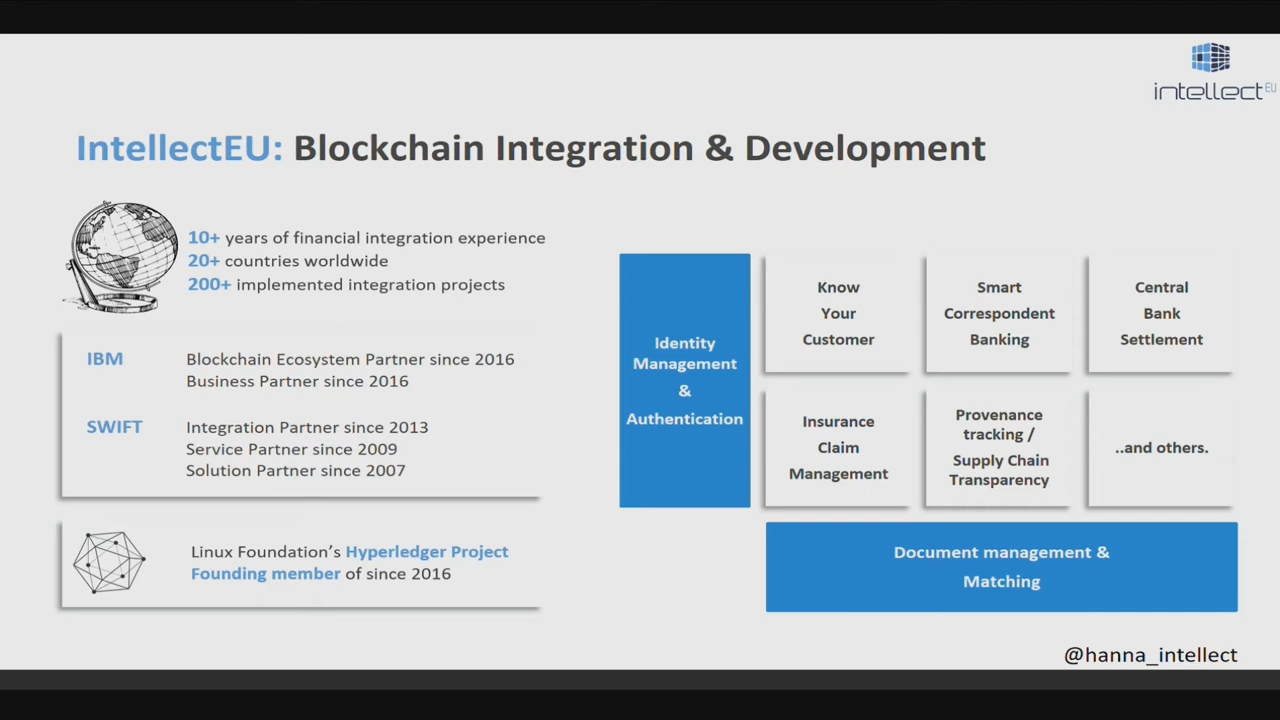 intellect EU
IntellectEU: Blockchain Integration & Development
10+ years of financial integration experience
20+ countries worldwide
200+ implemented integration projects
IBM
Blockchain Ecosystem Partner since 2016
Business Partner since 2016
SWIFT
Integration Partner since 2013
Service Partner since 2009
Solution Partner since 2007
Linux Foundation's Hyperledger Project
Founding member of since 2016
Identity
Management
&
Authentication
Know
Your
Customer
Smart
Correspondent
Banking
Central
Bank
Settlement
Insurance
Claim
Management
Provenance
tracking /
Supply Chain
Transparency
..and others.
Document management &
Matching
@hanna_intellect